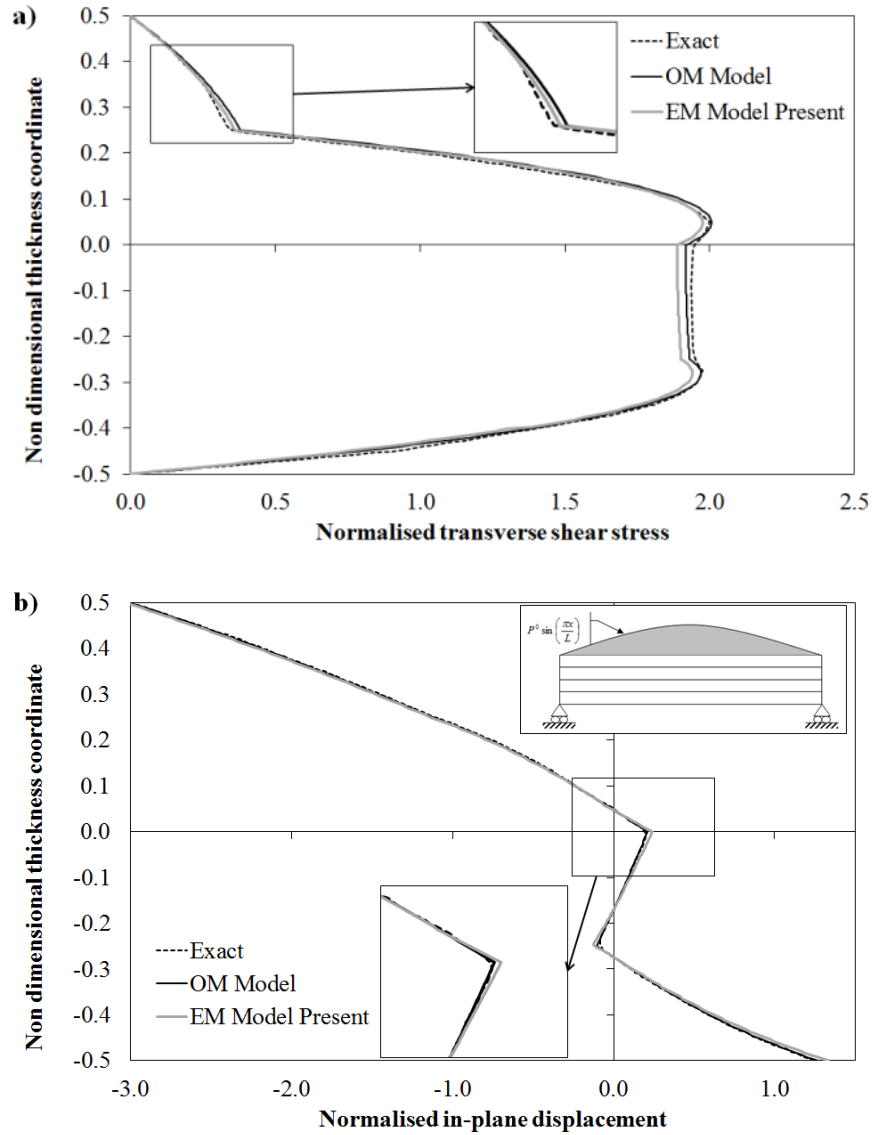 a)
Non dimensional thickness coordinate
0.5
0.4
0.3
0.2
0.1
0.0
-0.1
-0.2
-0.3
-0.4
-0.5
0.0 0.5 1.0 1.5 2.0 2.5
Normalised transverse shear stress
Exact
OM Model
EM Model Present
b)
Non dimensional thickness coordinate
0.5
0.4
0.3
0.2
0.1
0.0
-0.1
-0.2
-0.3
-0.4
-0.5
-3.0 -2.0 -1.0 0.0 1.0
Normalised in-plane displacement
P⁰ sin(πx/L)
Exact
OM Model
EM Model Present